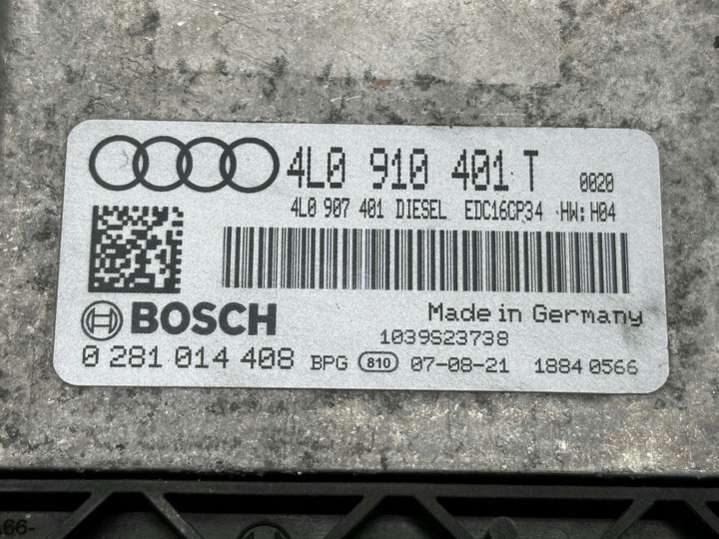 4L0 910 401 T 0020
4L0 907 401 DIESEL EDC16CP34 HW: H04
BOSCH Made in Germany
1039S23738
0 281 014 408 BPG 810 07-08-21 1884 0566
66-